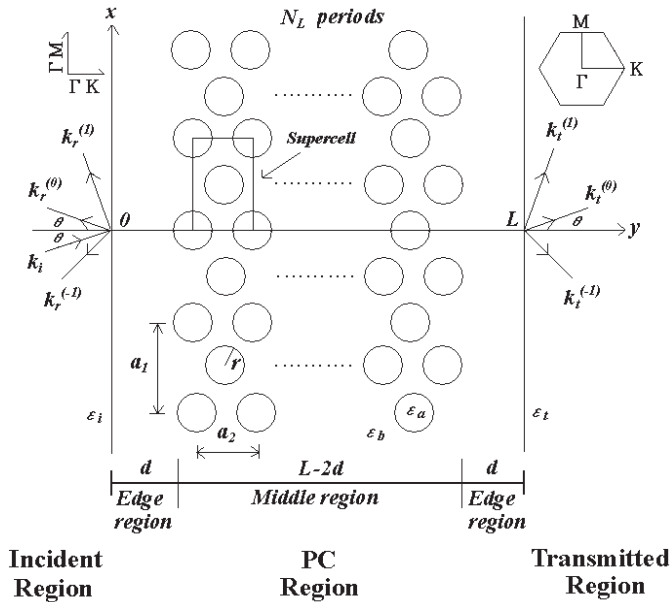 x
N_L periods
Γ M
Γ K
M
Γ
K
Supercell
k_r^(1)
k_r^(0)
θ
θ
k_i
k_r^(-1)
0
k_t^(1)
k_t^(0)
L
θ
y
k_t^(-1)
a_1
r
a_2
ε_i
ε_b
ε_a
ε_t
d
L-2d
d
Edge
region
Middle region
Edge
region
Incident
Region
PC
Region
Transmitted
Region